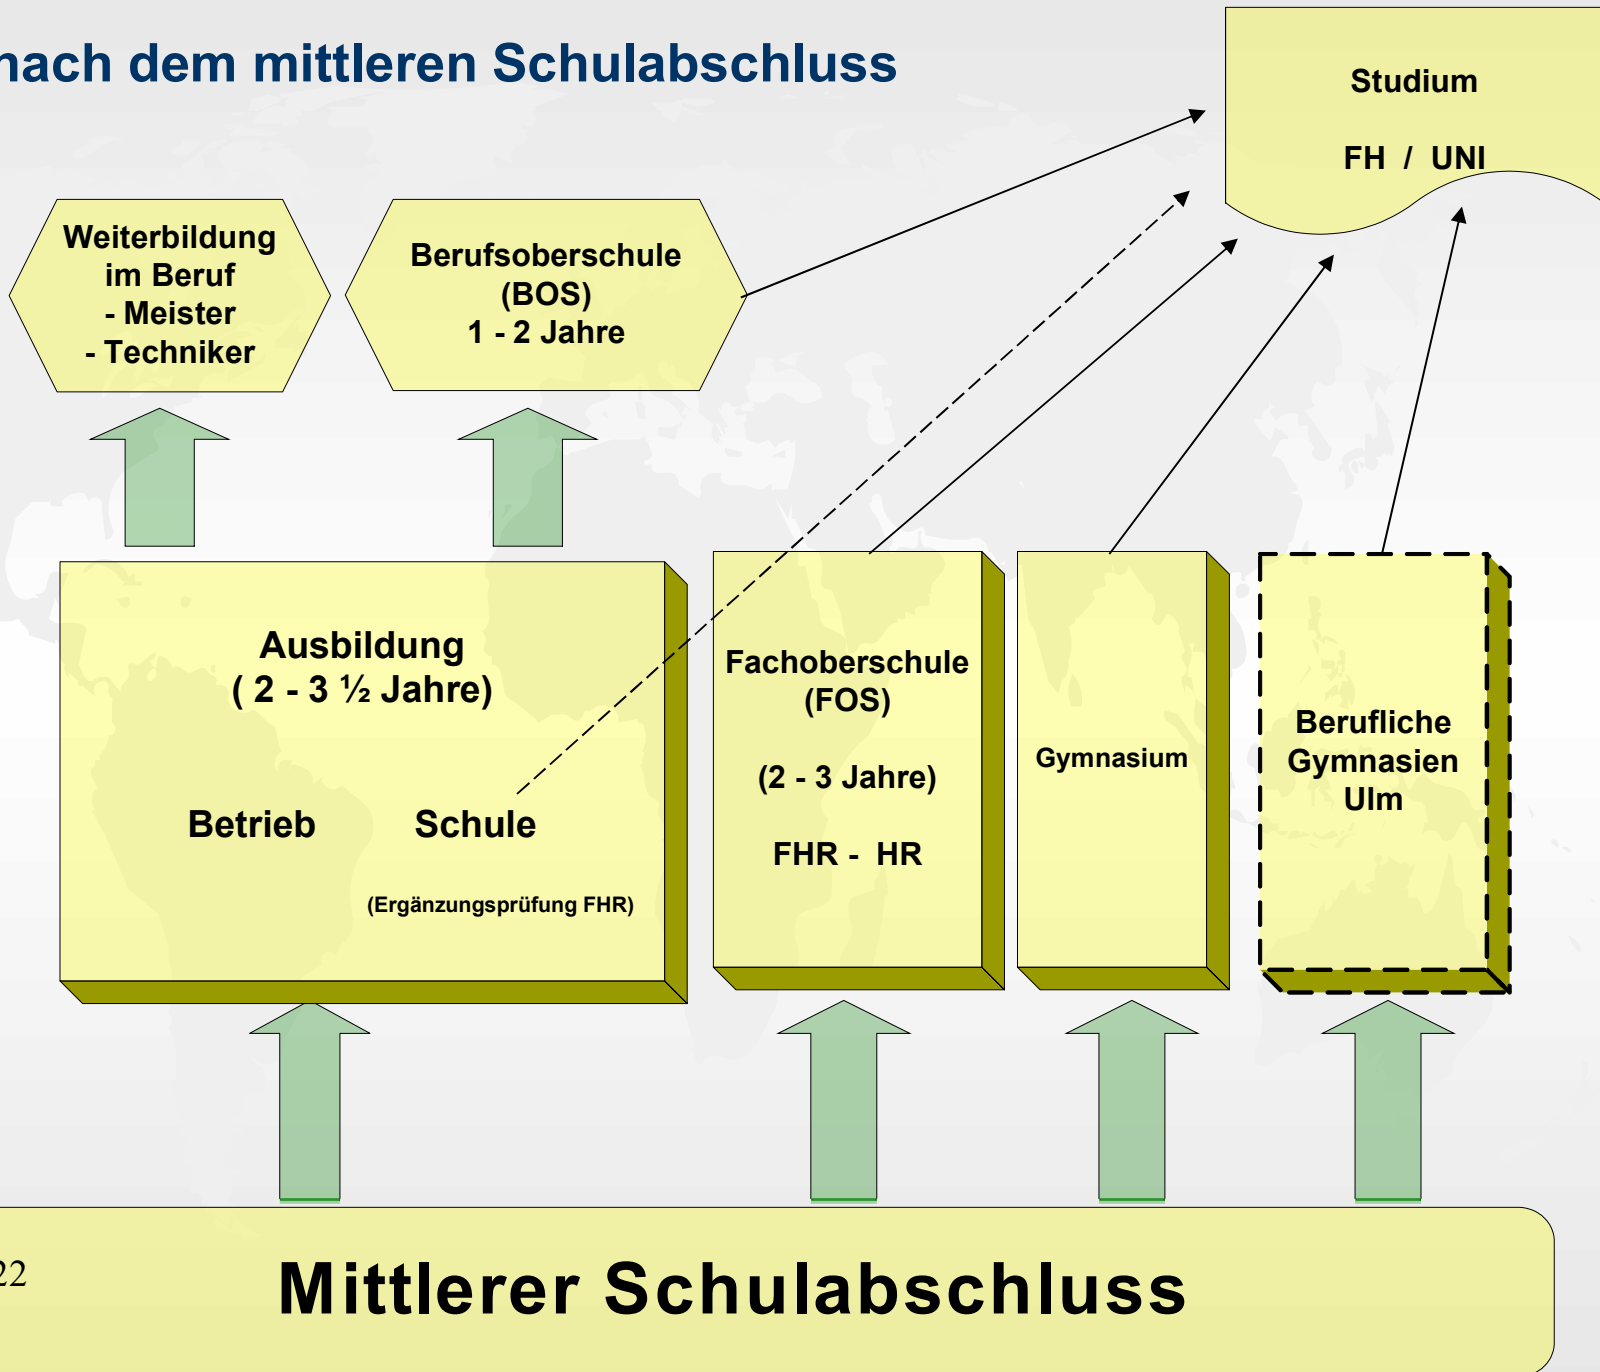 nach dem mittleren Schulabschluss
Studium
FH / UNI
Weiterbildung
im Beruf
- Meister
- Techniker
Berufsoberschule
(BOS)
1 - 2 Jahre
Ausbildung
( 2 - 3 ½ Jahre)
Betrieb
Schule
(Ergänzungsprüfung FHR)
Fachoberschule
(FOS)
(2 - 3 Jahre)
FHR - HR
Gymnasium
Berufliche
Gymnasien
Ulm
22
Mittlerer Schulabschluss